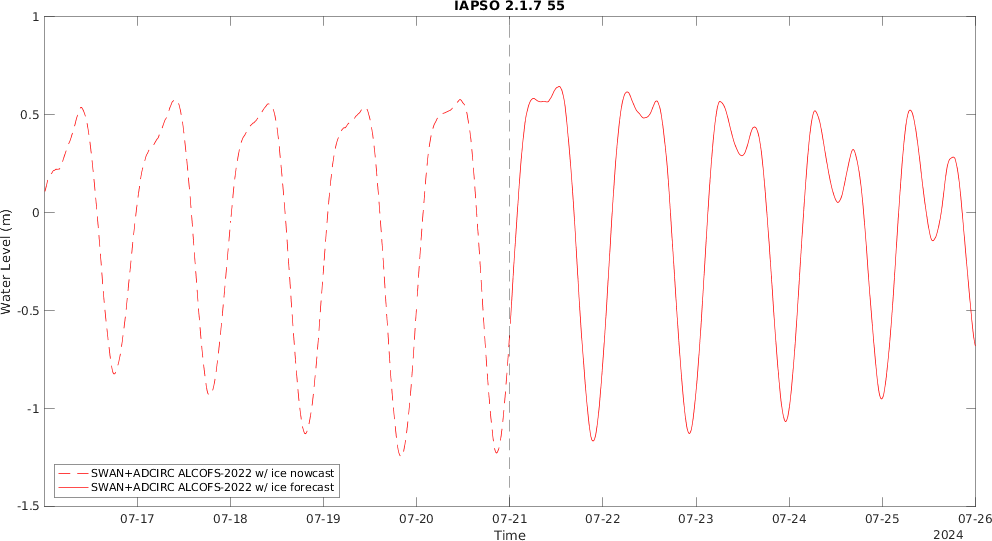 IAPSO 2.1.7 55
1
0.5
0
-0.5
-1
-1.5
Water Level (m)
SWAN+ADCIRC ALCOFS-2022 w/ ice nowcast
SWAN+ADCIRC ALCOFS-2022 w/ ice forecast
07-17 07-18 07-19 07-20 07-21 07-22 07-23 07-24 07-25 07-26
Time
2024